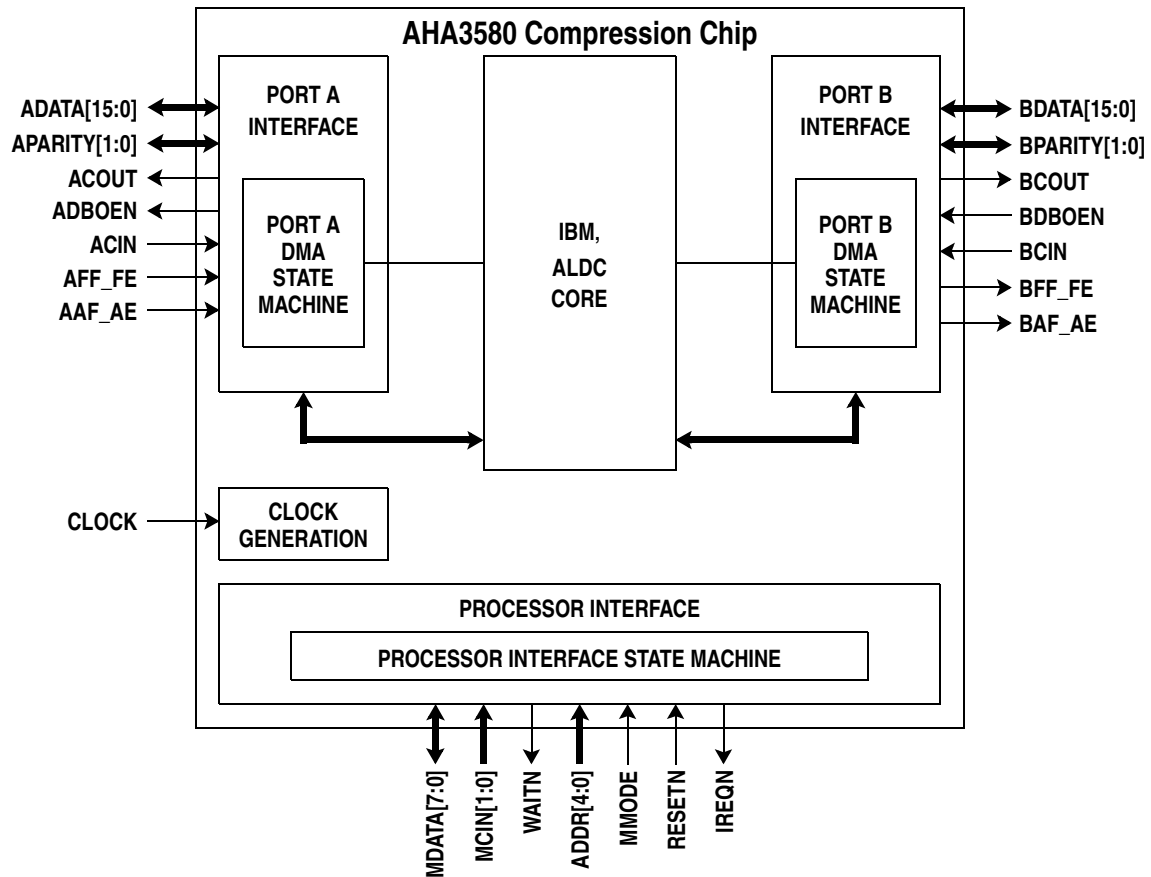 AHA3580 Compression Chip
ADATA[15:0]
APARITY[1:0]
ACOUT
ADBOEN
ACIN
AFF_FE
AAF_AE
PORT A
INTERFACE
PORT A
DMA
STATE
MACHINE
IBM,
ALDC
CORE
PORT B
INTERFACE
PORT B
DMA
STATE
MACHINE
BDATA[15:0]
BPARITY[1:0]
BCOUT
BDBOEN
BCIN
BFF_FE
BAF_AE
CLOCK
CLOCK
GENERATION
PROCESSOR INTERFACE
PROCESSOR INTERFACE STATE MACHINE
MDATA[7:0]
MCIN[1:0]
WAITN
ADDR[4:0]
MMODE
RESETN
IREQN